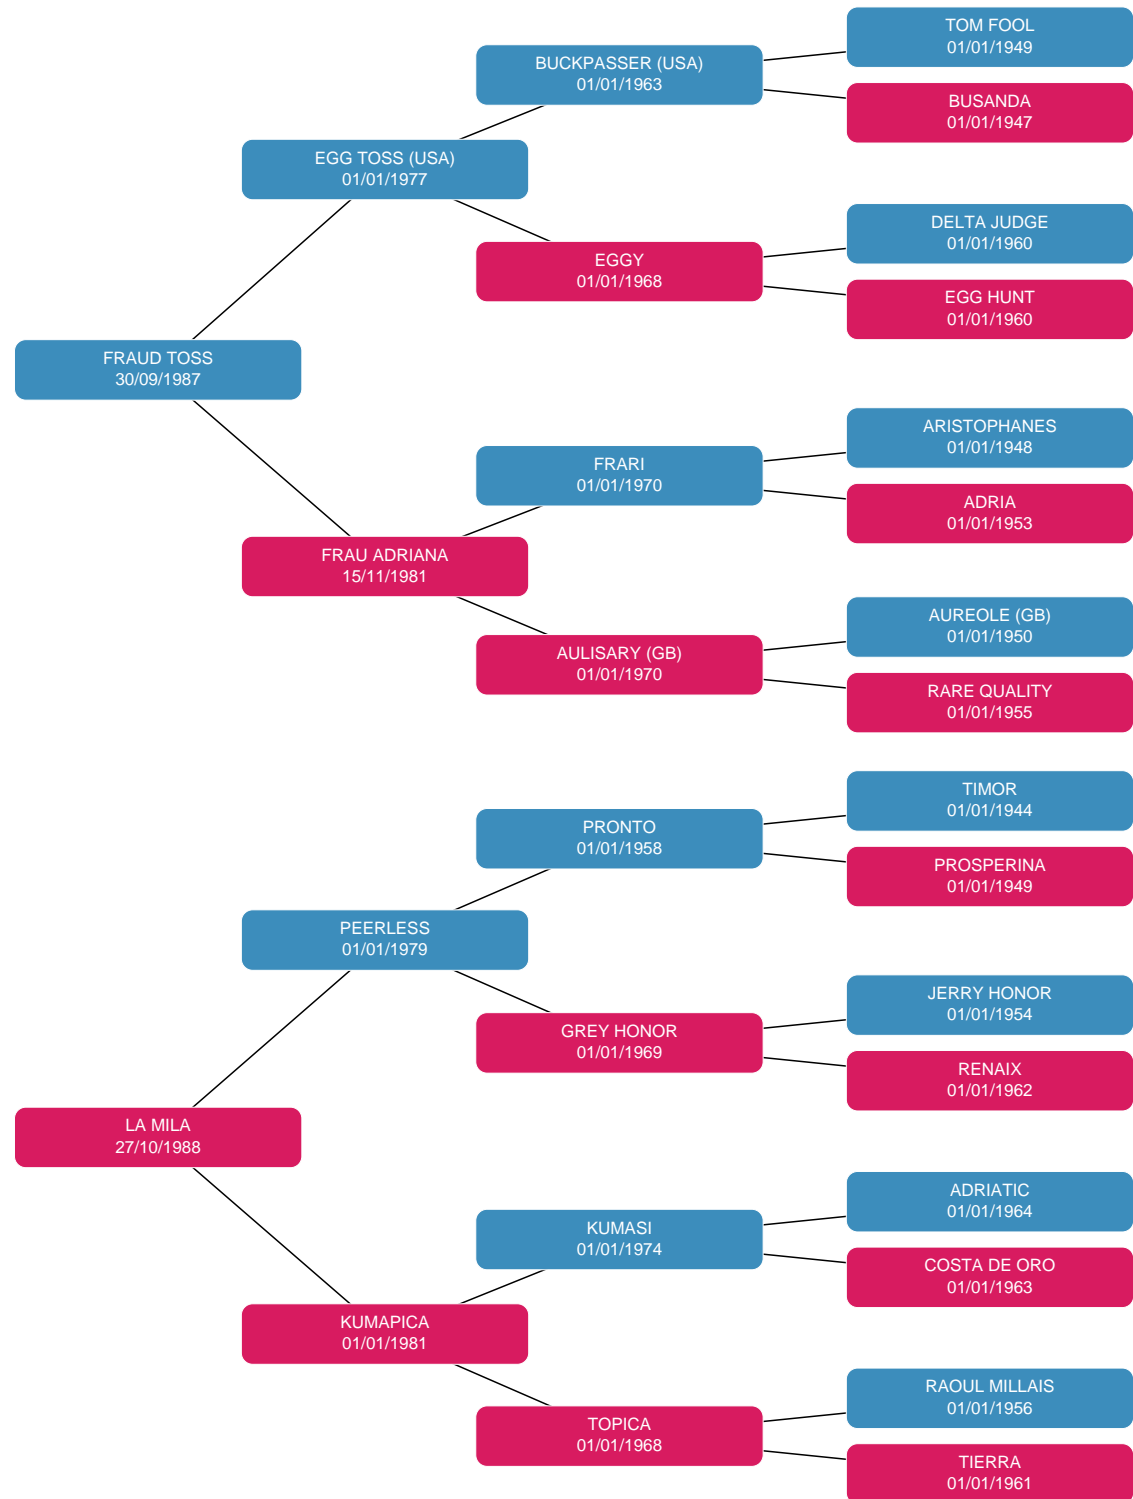 TOM FOOL
01/01/1949
BUCKPASSER (USA)
01/01/1963
BUSANDA
01/01/1947
EGG TOSS (USA)
01/01/1977
DELTA JUDGE
01/01/1960
EGGY
01/01/1968
EGG HUNT
01/01/1960
FRAUD TOSS
30/09/1987
ARISTOPHANES
01/01/1948
FRARI
01/01/1970
ADRIA
01/01/1953
FRAU ADRIANA
15/11/1981
AUREOLE (GB)
01/01/1950
AULISARY (GB)
01/01/1970
RARE QUALITY
01/01/1955
TIMOR
01/01/1944
PRONTO
01/01/1958
PROSPERINA
01/01/1949
PEERLESS
01/01/1979
JERRY HONOR
01/01/1954
GREY HONOR
01/01/1969
RENAIX
01/01/1962
LA MILA
27/10/1988
ADRIATIC
01/01/1964
KUMASI
01/01/1974
COSTA DE ORO
01/01/1963
KUMAPICA
01/01/1981
RAOUL MILLAIS
01/01/1956
TOPICA
01/01/1968
TIERRA
01/01/1961